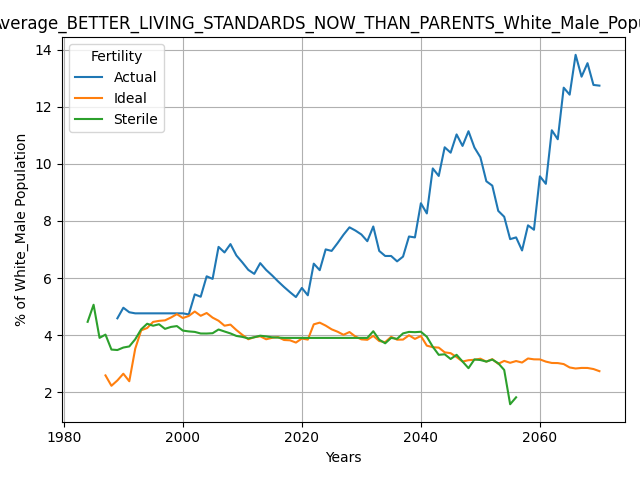 Average_BETTER_LIVING_STANDARDS_NOW_THAN_PARENTS_White_Male_Popu
Fertility
Actual
Ideal
Sterile
% of White_Male Population
14
12
10
8
6
4
2
1980 2000 2020 2040 2060
Years